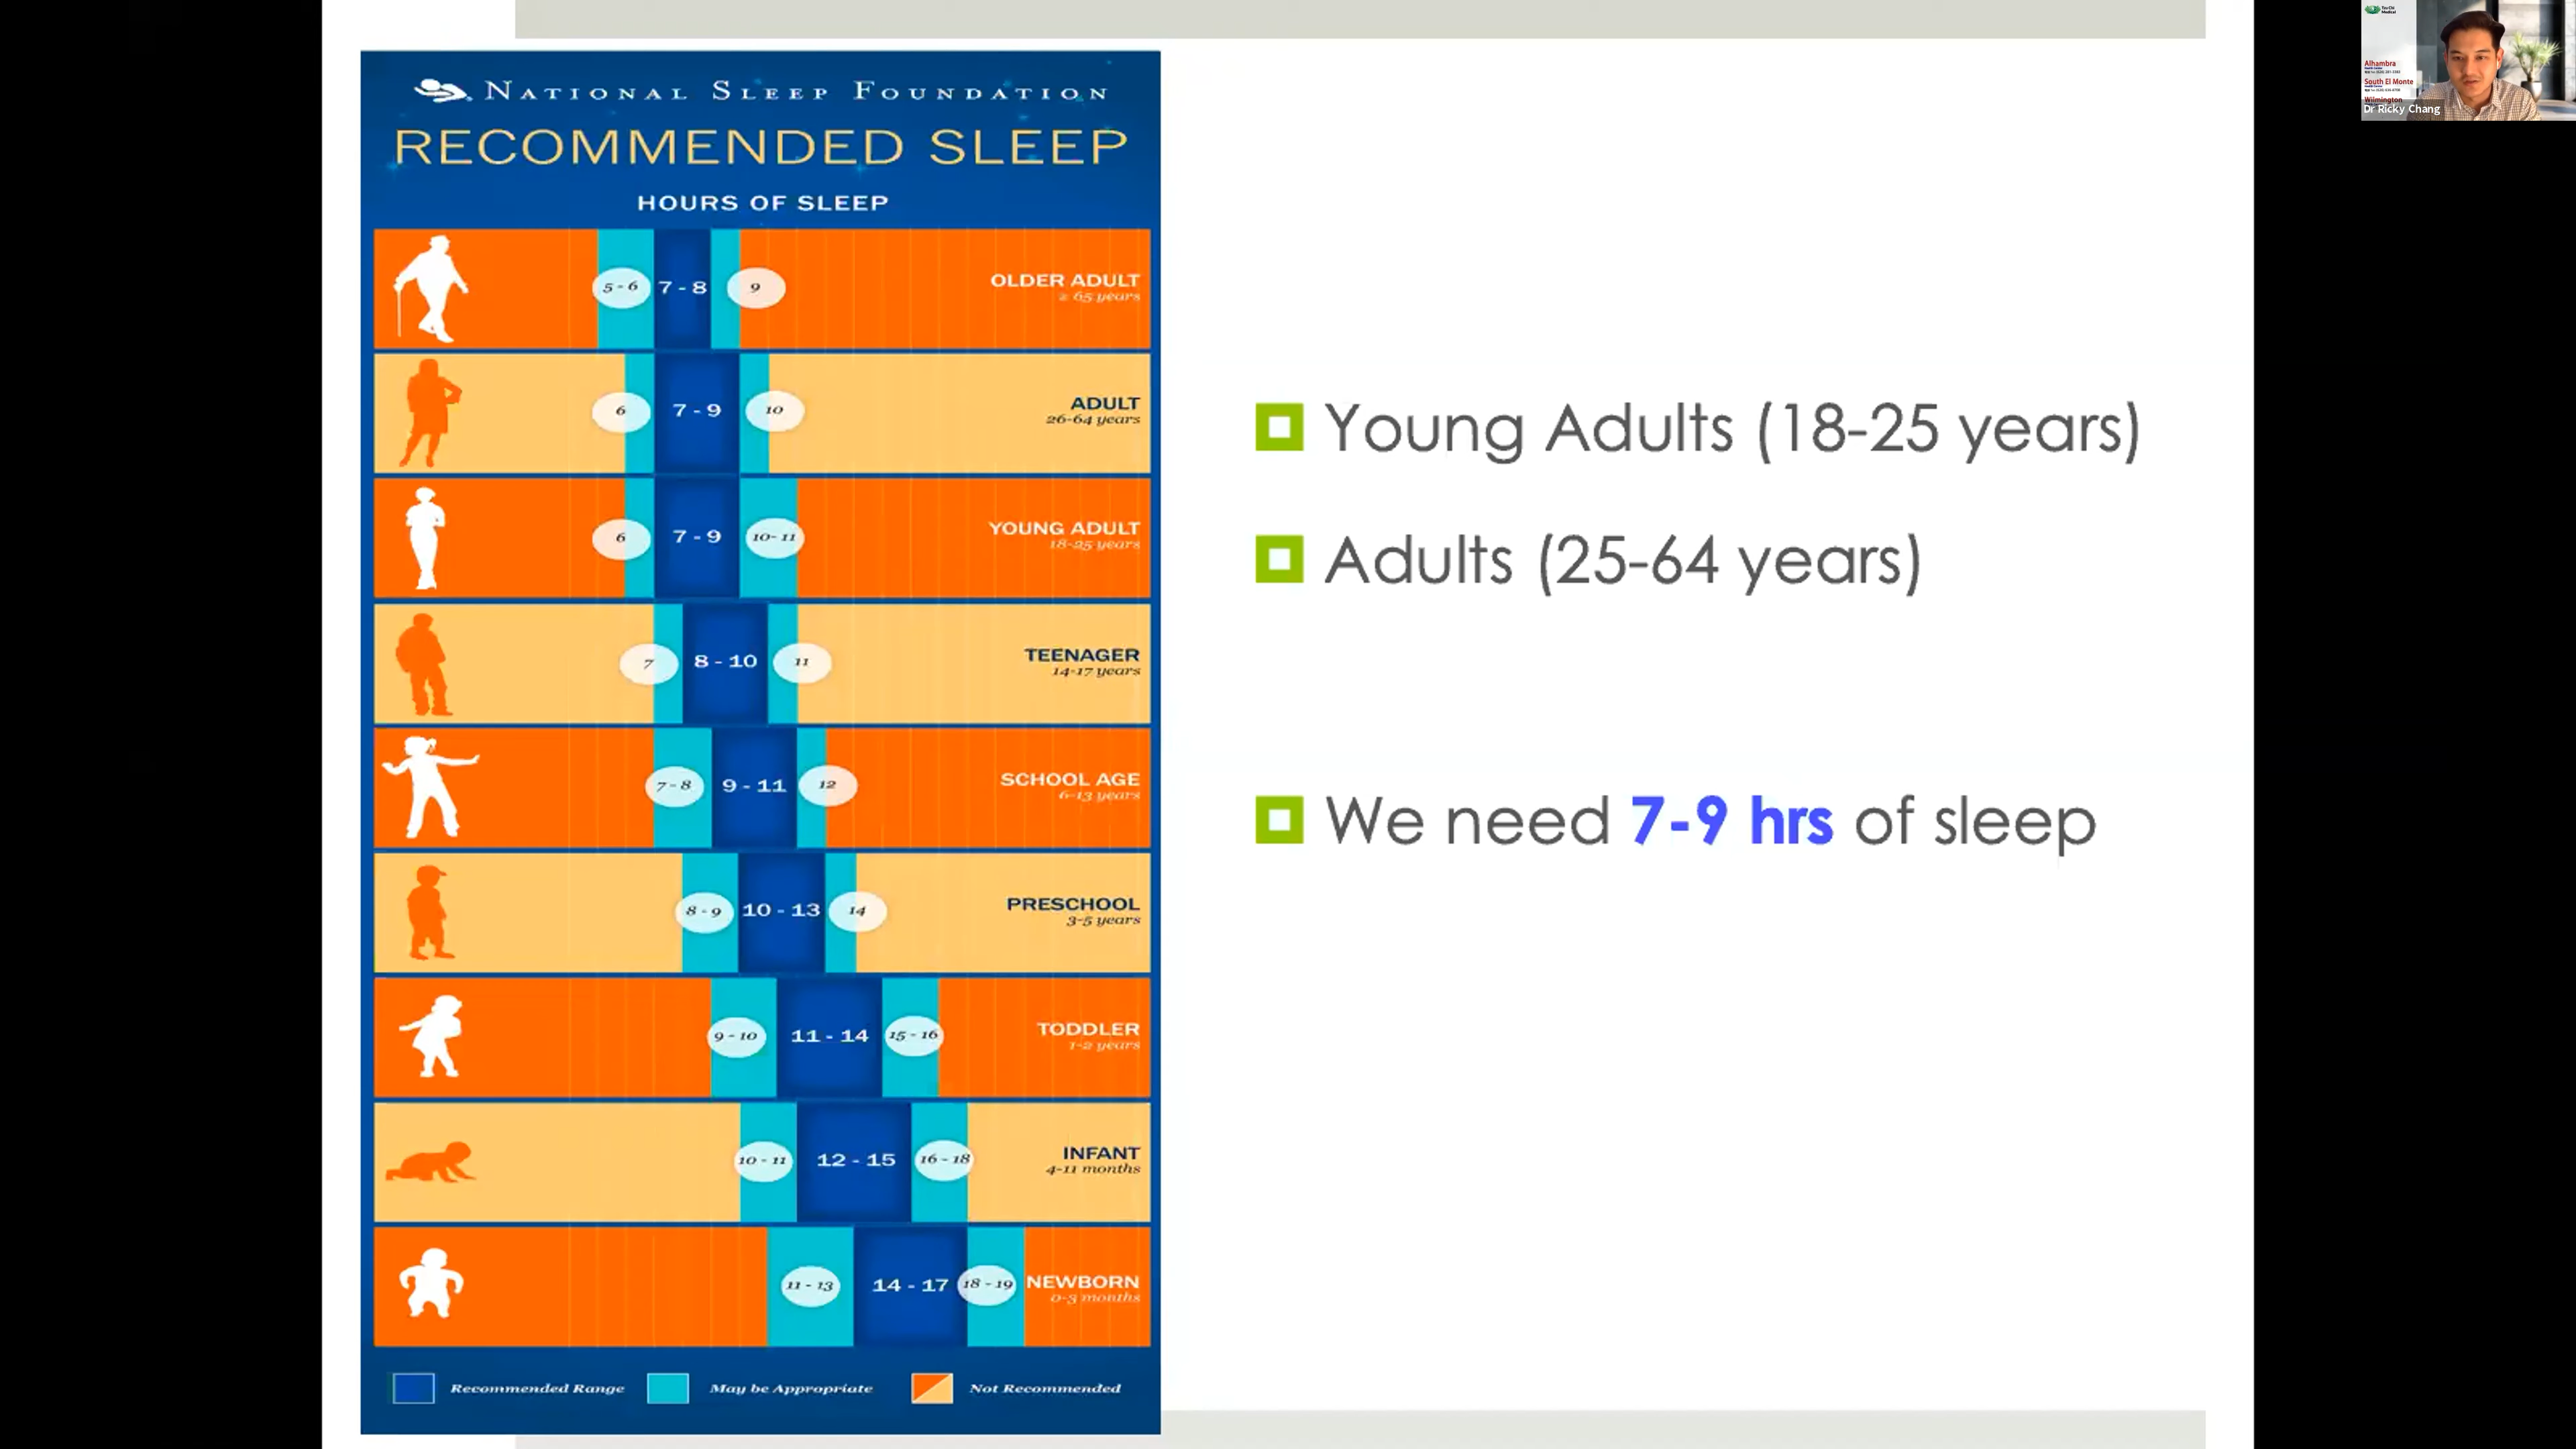 NATIONAL SLEEP FOUNDATION
RECOMMENDED SLEEP
HOURS OF SLEEP
5 - 6
7 - 8
9
OLDER ADULT
≥ 65 years
6
7 - 9
10
ADULT
26-64 years
6
7 - 9
10- 11
YOUNG ADULT
18-25 years
7
8 - 10
11
TEENAGER
14-17 years
7 - 8
9 - 11
12
SCHOOL AGE
6-13 years
8 - 9
10 - 13
14
PRESCHOOL
3-5 years
9 - 10
11 - 14
15 - 16
TODDLER
1-2 years
10 - 11
12 - 15
16 - 18
INFANT
4-11 months
11 - 13
14 - 17
18 - 19
NEWBORN
0-3 months
Recommended Range
May be Appropriate
Not Recommended
Young Adults (18-25 years)
Adults (25-64 years)
We need 7-9 hrs of sleep
Medical
Alhambra
South El Monte
Wilmington
Dr Ricky Chang